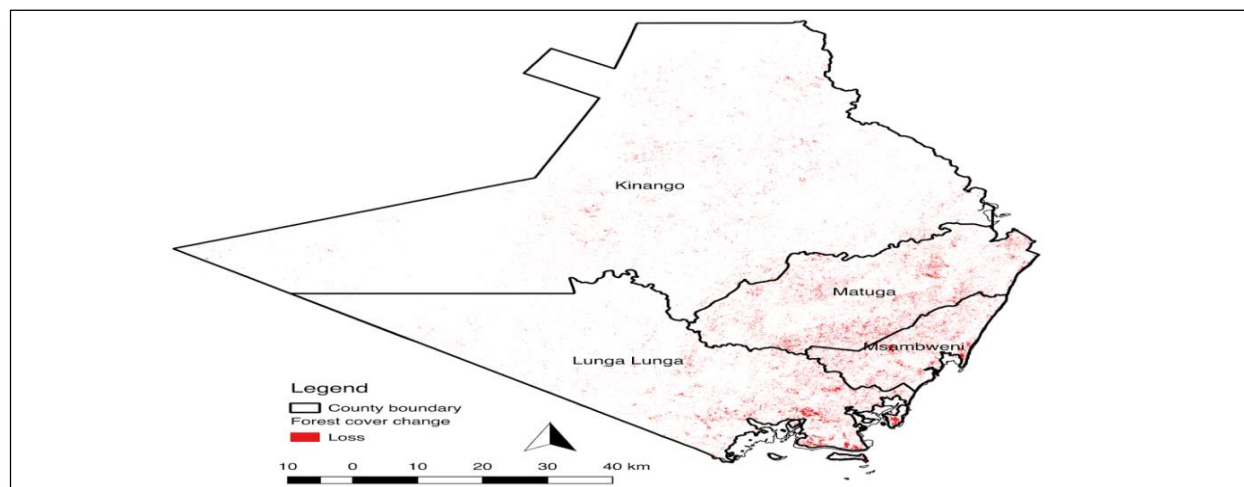 Kinango
Matuga
Msambweni
Lunga Lunga
Legend
County boundary
Forest cover change
Loss
10 0 10 20 30 40 km